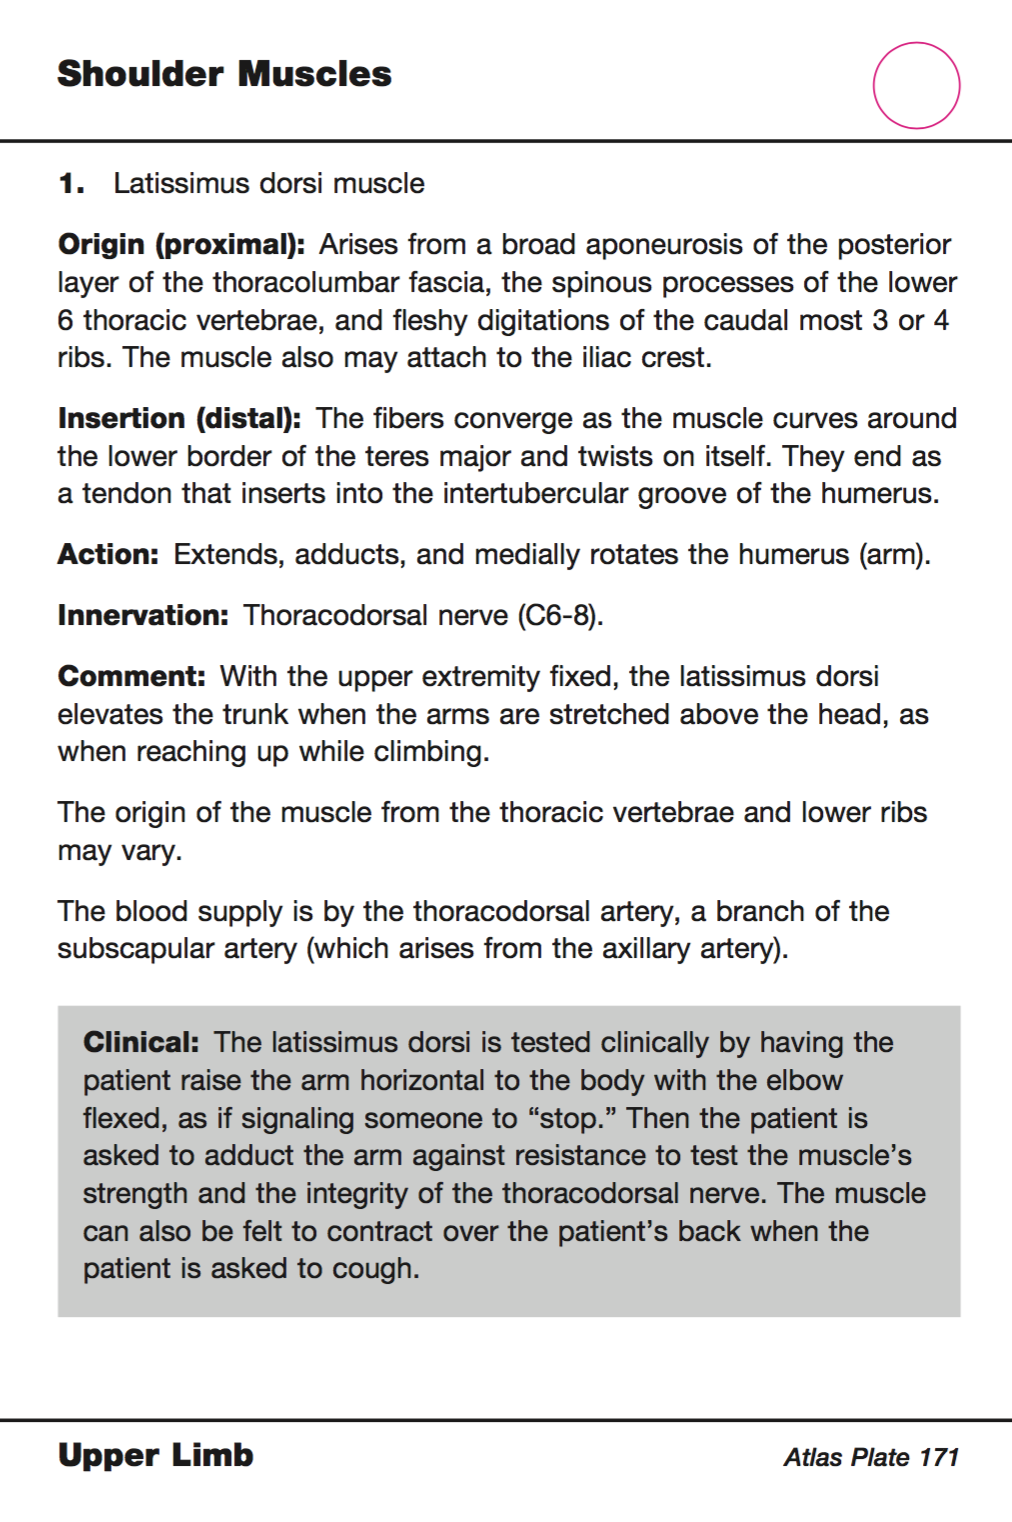 Shoulder Muscles
1. Latissimus dorsi muscle
Origin (proximal): Arises from a broad aponeurosis of the posterior
layer of the thoracolumbar fascia, the spinous processes of the lower
6 thoracic vertebrae, and fleshy digitations of the caudal most 3 or 4
ribs. The muscle also may attach to the iliac crest.
Insertion (distal): The fibers converge as the muscle curves around
the lower border of the teres major and twists on itself. They end as
a tendon that inserts into the intertubercular groove of the humerus.
Action: Extends, adducts, and medially rotates the humerus (arm).
Innervation: Thoracodorsal nerve (C6-8).
Comment: With the upper extremity fixed, the latissimus dorsi
elevates the trunk when the arms are stretched above the head, as
when reaching up while climbing.
The origin of the muscle from the thoracic vertebrae and lower ribs
may vary.
The blood supply is by the thoracodorsal artery, a branch of the
subscapular artery (which arises from the axillary artery).
Clinical: The latissimus dorsi is tested clinically by having the
patient raise the arm horizontal to the body with the elbow
flexed, as if signaling someone to “stop.” Then the patient is
asked to adduct the arm against resistance to test the muscle’s
strength and the integrity of the thoracodorsal nerve. The muscle
can also be felt to contract over the patient’s back when the
patient is asked to cough.
Upper Limb
Atlas Plate 171